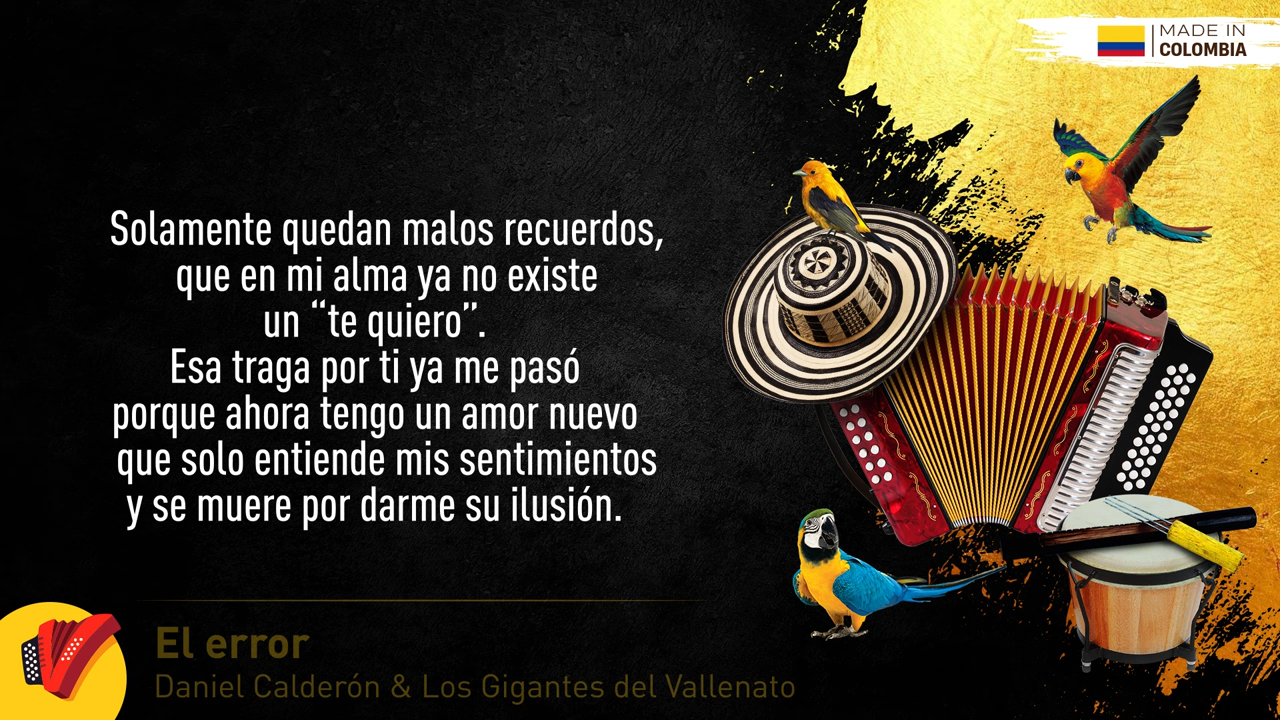 MADE IN
COLOMBIA
Solamente quedan malos recuerdos,
que en mi alma ya no existe
un “te quiero”.
Esa traga por ti ya me pasó
porque ahora tengo un amor nuevo
que solo entiende mis sentimientos
y se muere por darme su ilusión.
El error
Daniel Calderón & Los Gigantes del Vallenato